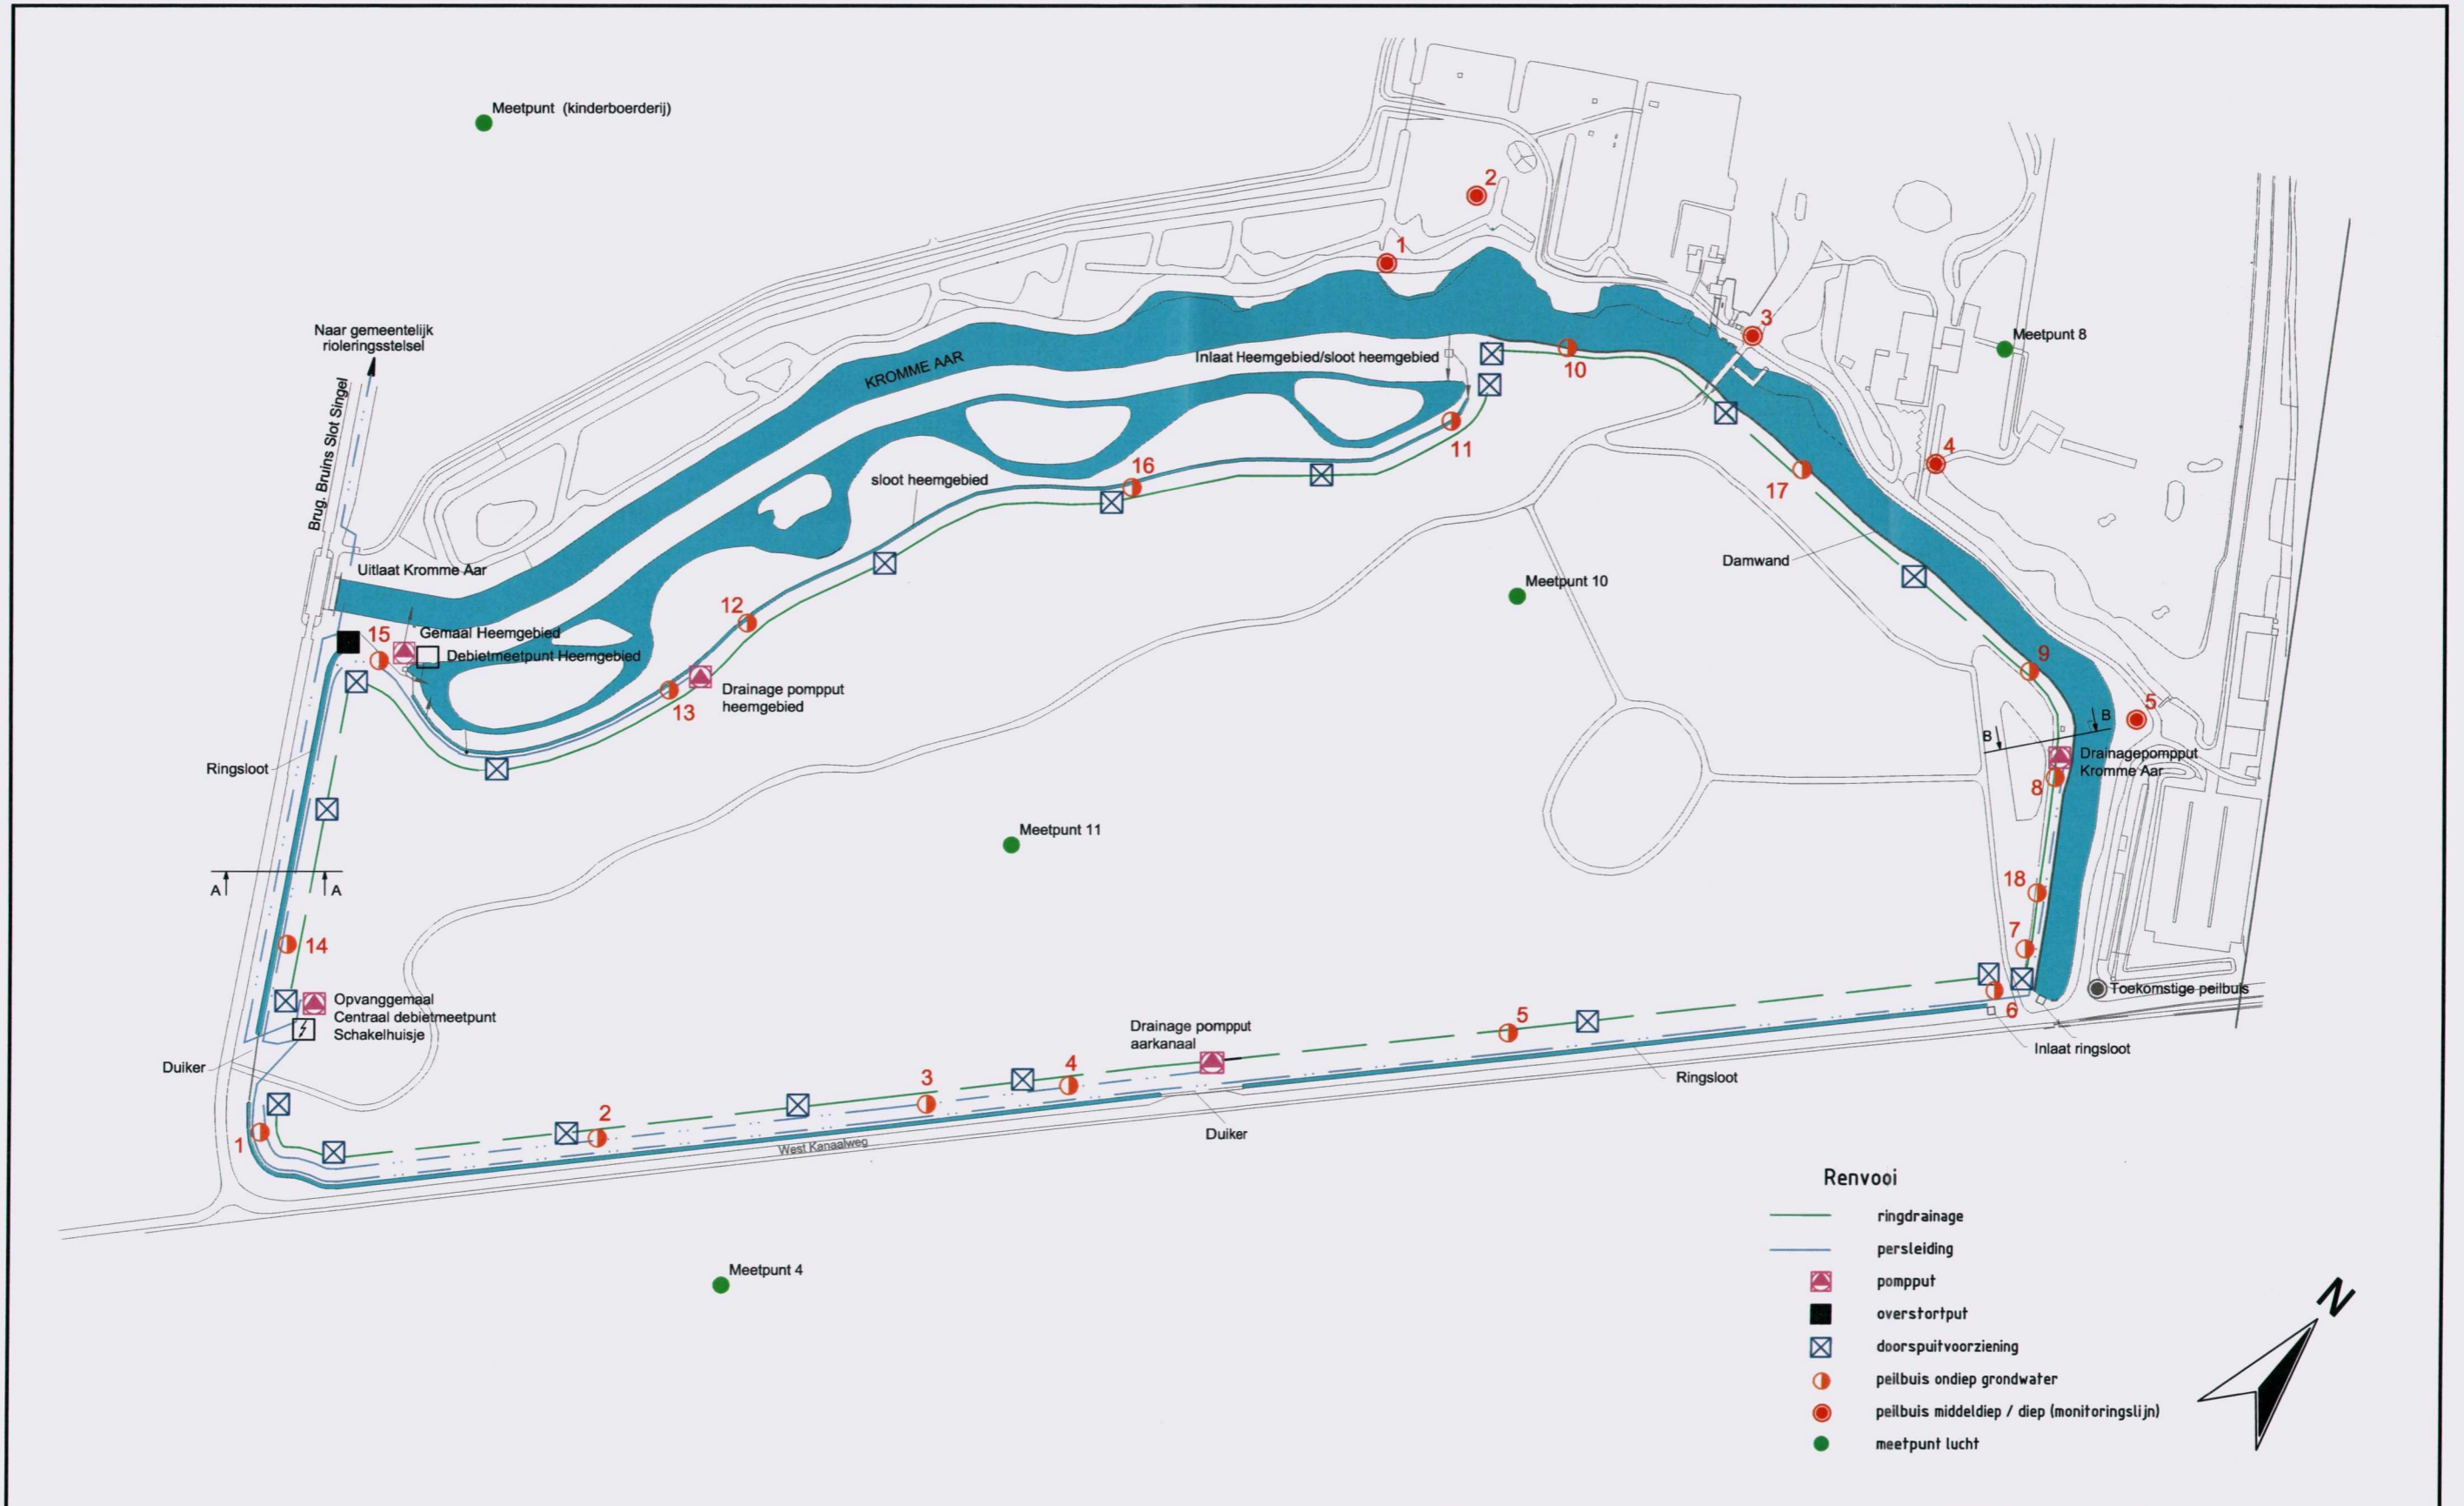 Meetpunt (kinderboerderij)
2
1
Naar gemeentelijk
rioleringsstelsel
3
Meetpunt 8
Inlaat Heemgebied/sloot heemgebied
KROMME AAR
10
Brug. Bruins Slot Singel
11
4
16
sloot heemgebied
17
Damwand
Uitlaat Kromme Aar
Meetpunt 10
12
15
Gemaal Heemgebied
Debietmeetpunt Heemgebied
9
13
Drainage pompput
heemgebied
5
B
B
Drainagepompput
Kromme Aar
8
Ringsloot
Meetpunt 11
A
A
18
14
7
Opvanggemaal
Centraal debietmeetpunt
Schakelhuisje
Toekomstige peilbuis
6
5
Drainage pompput
aarkanaal
Inlaat ringsloot
Duiker
4
3
Ringsloot
2
1
Duiker
West Kanaalweg
Meetpunt 4
Renvooi
ringdrainage
persleiding
pompput
overstortput
doorspuitvoorziening
peilbuis ondiep grondwater
peilbuis middeldiep / diep (monitoringslijn)
meetpunt lucht
N